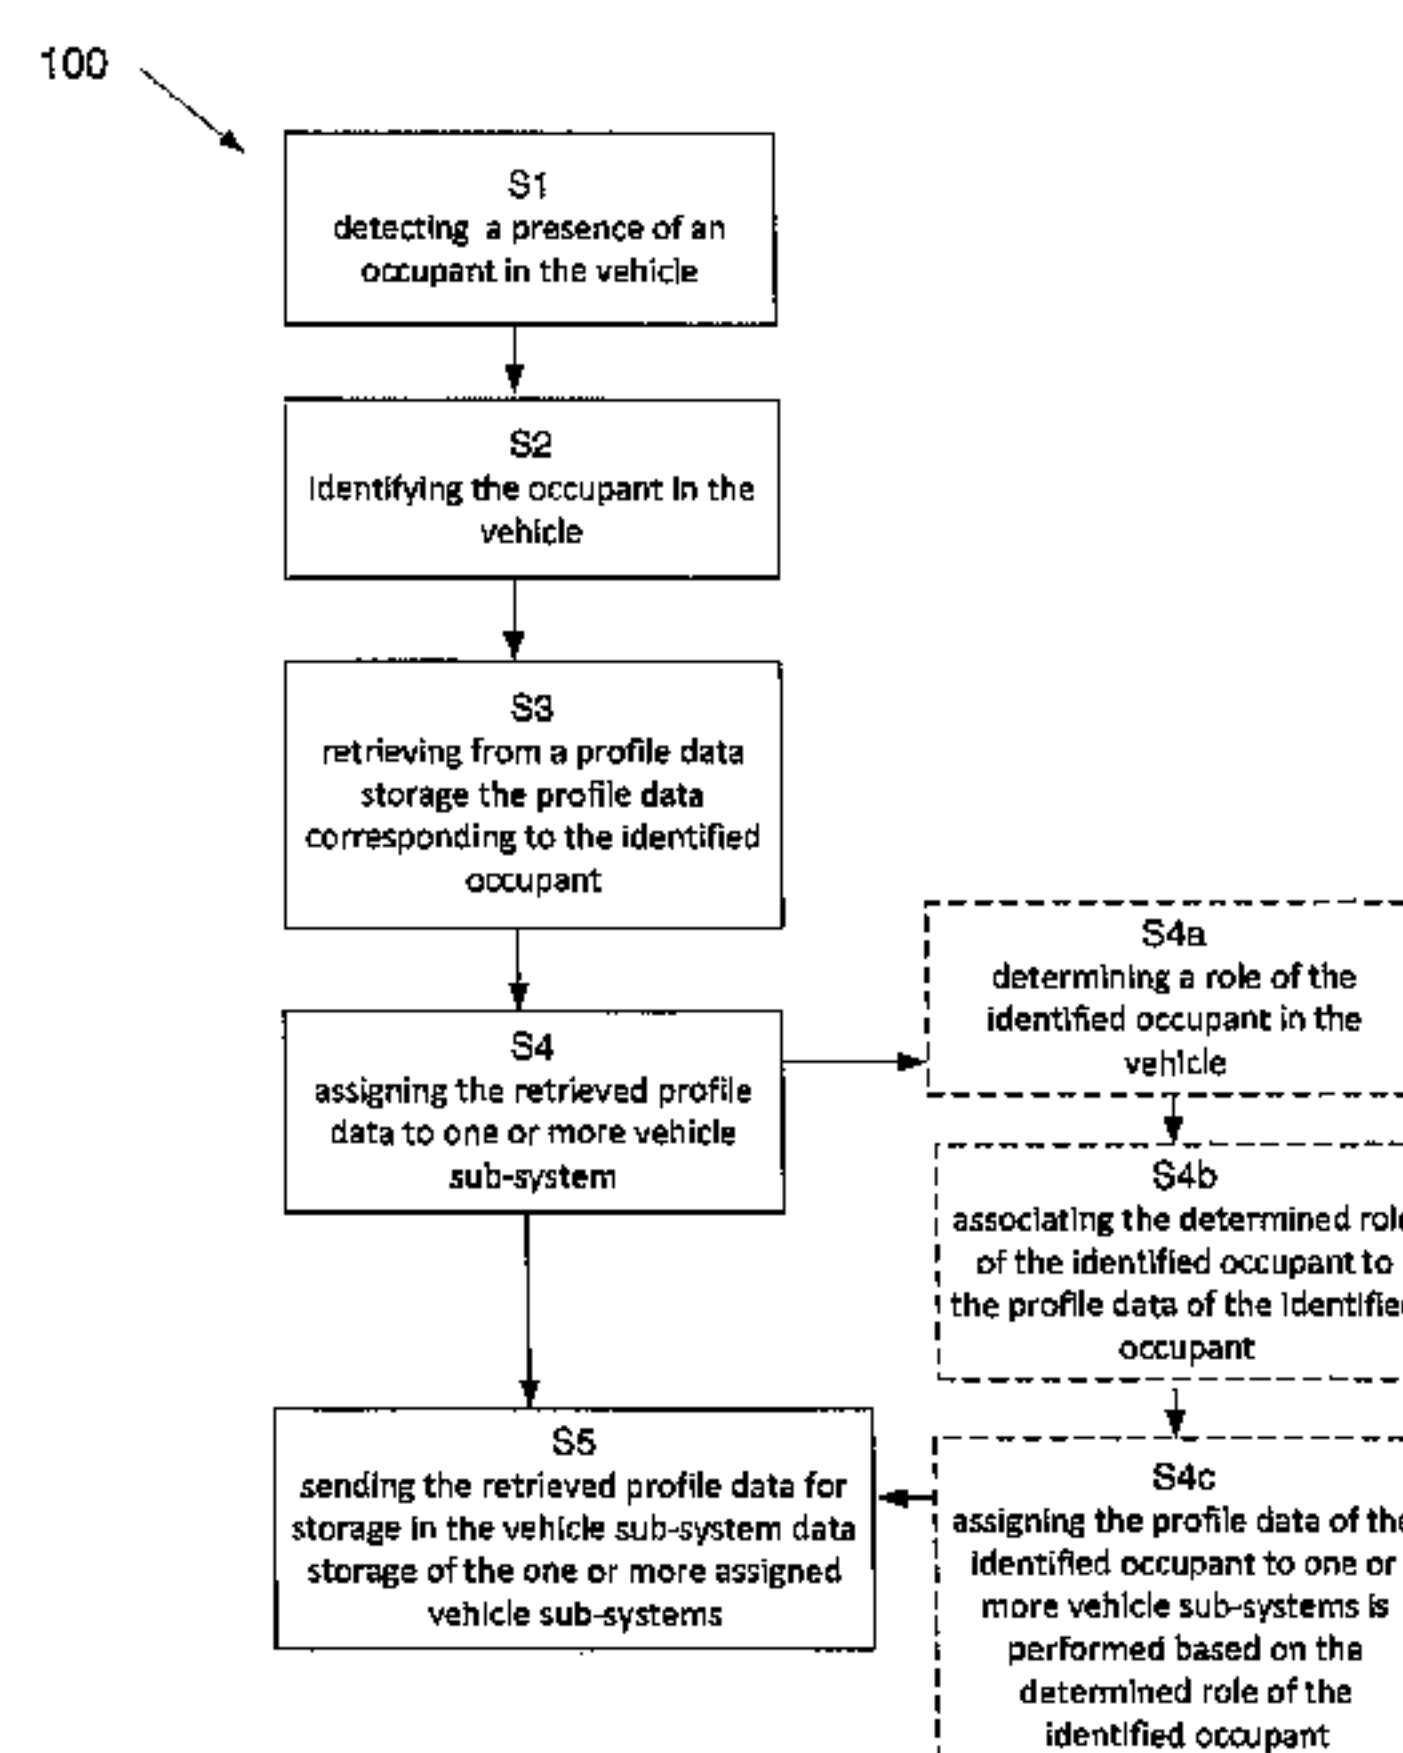 100
S1
detecting a presence of an
occupant in the vehicle
S2
identifying the occupant in the
vehicle
S3
retrieving from a profile data
storage the profile data
corresponding to the identified
occupant
S4
assigning the retrieved profile
data to one or more vehicle
sub-system
S4a
determining a role of the
identified occupant in the
vehicle
S4b
associating the determined role
of the identified occupant to
the profile data of the identified
occupant
S4c
assigning the profile data of the
identified occupant to one or
more vehicle sub-systems is
performed based on the
determined role of the
identified occupant
S5
sending the retrieved profile data for
storage in the vehicle sub-system data
storage of the one or more assigned
vehicle sub-systems